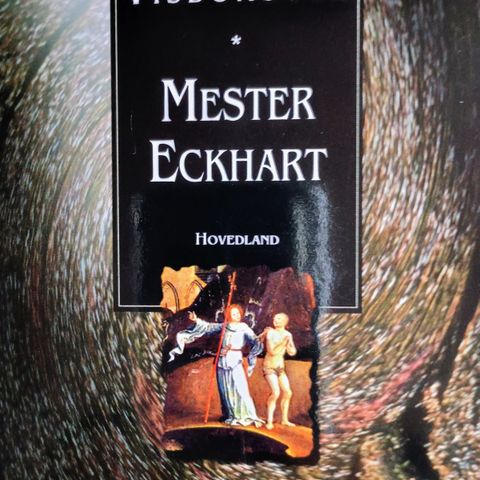 *
MESTER
ECKHART
HOVEDLAND